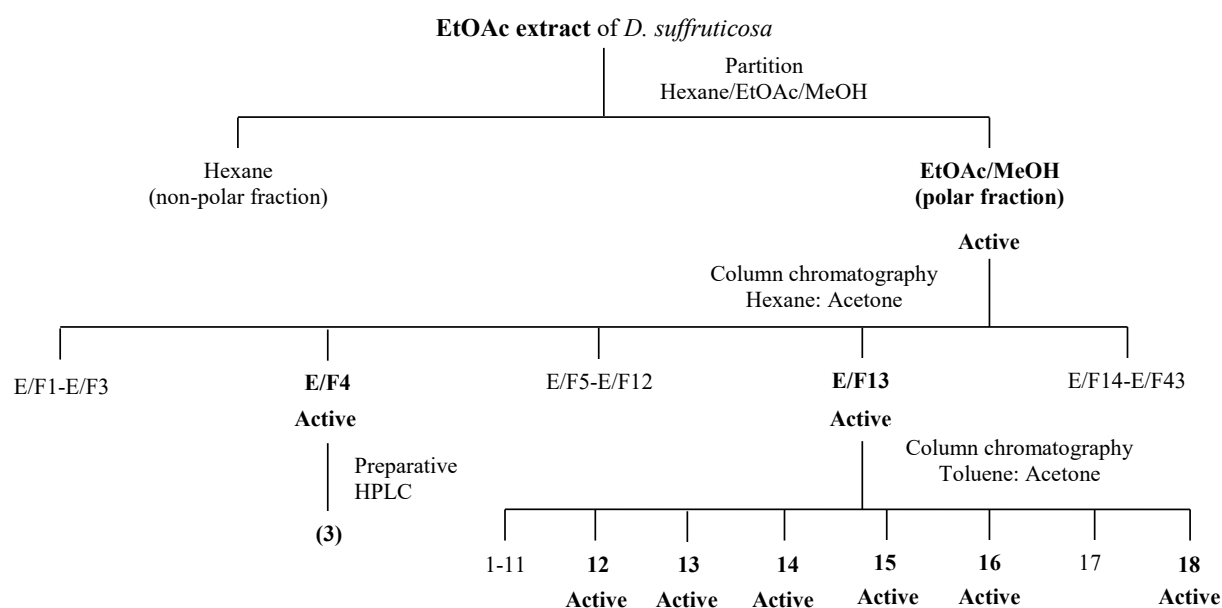 EtOAc extract of D. suffruticosa
Partition
Hexane/EtOAc/MeOH
Hexane
(non-polar fraction)
EtOAc/MeOH
(polar fraction)
Active
Column chromatography
Hexane: Acetone
E/F1-E/F3
E/F4
Active
E/F5-E/F12
E/F13
Active
E/F14-E/F43
Preparative
HPLC
(3)
Column chromatography
Toluene: Acetone
1-11
12
Active
13
Active
14
Active
15
Active
16
Active
17
18
Active